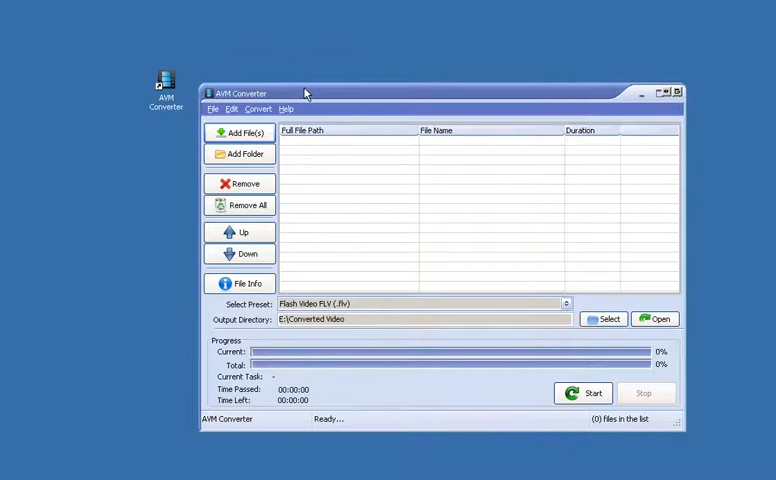 AVM
Converter
AVM Converter
File Edit Convert Help
Add File(s)
Full File Path File Name Duration
Add Folder
Remove
Remove All
Up
Down
File Info
Select Preset: Flash Video FLV (.flv)
Output Directory: E:\Converted Video Select Open
Progress
Current: 0%
Total: 0%
Current Task: -
Time Passed: 00:00:00
Time Left: 00:00:00
Start Stop
AVM Converter Ready... (0) files in the list